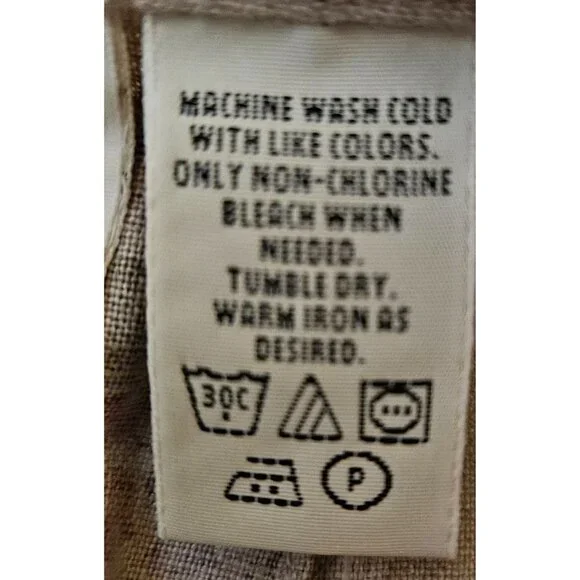 MACHINE WASH COLD
WITH LIKE COLORS.
ONLY NON-CHLORINE
BLEACH WHEN
NEEDED.
TUMBLE DRY.
WARM IRON AS
DESIRED.
30C
P